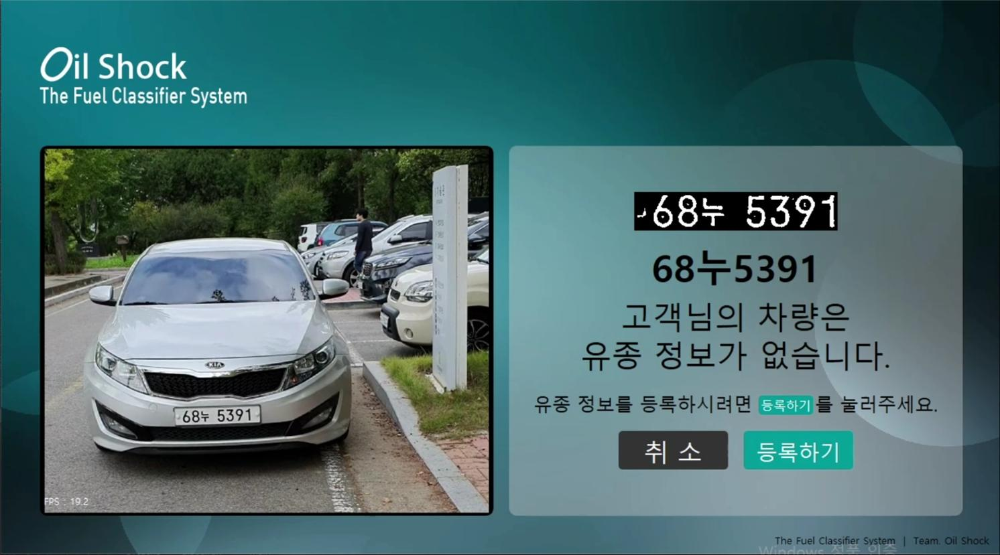 Oil Shock
The Fuel Classifier System
KIA
68누 5391
FPS : 19.2
68누 5391
68누5391
고객님의 차량은
유종 정보가 없습니다.
유종 정보를 등록하시려면 등록하기 를 눌러주세요.
취 소
등록하기
The Fuel Classifier System | Team. Oil Shock
Windows 정품 인증